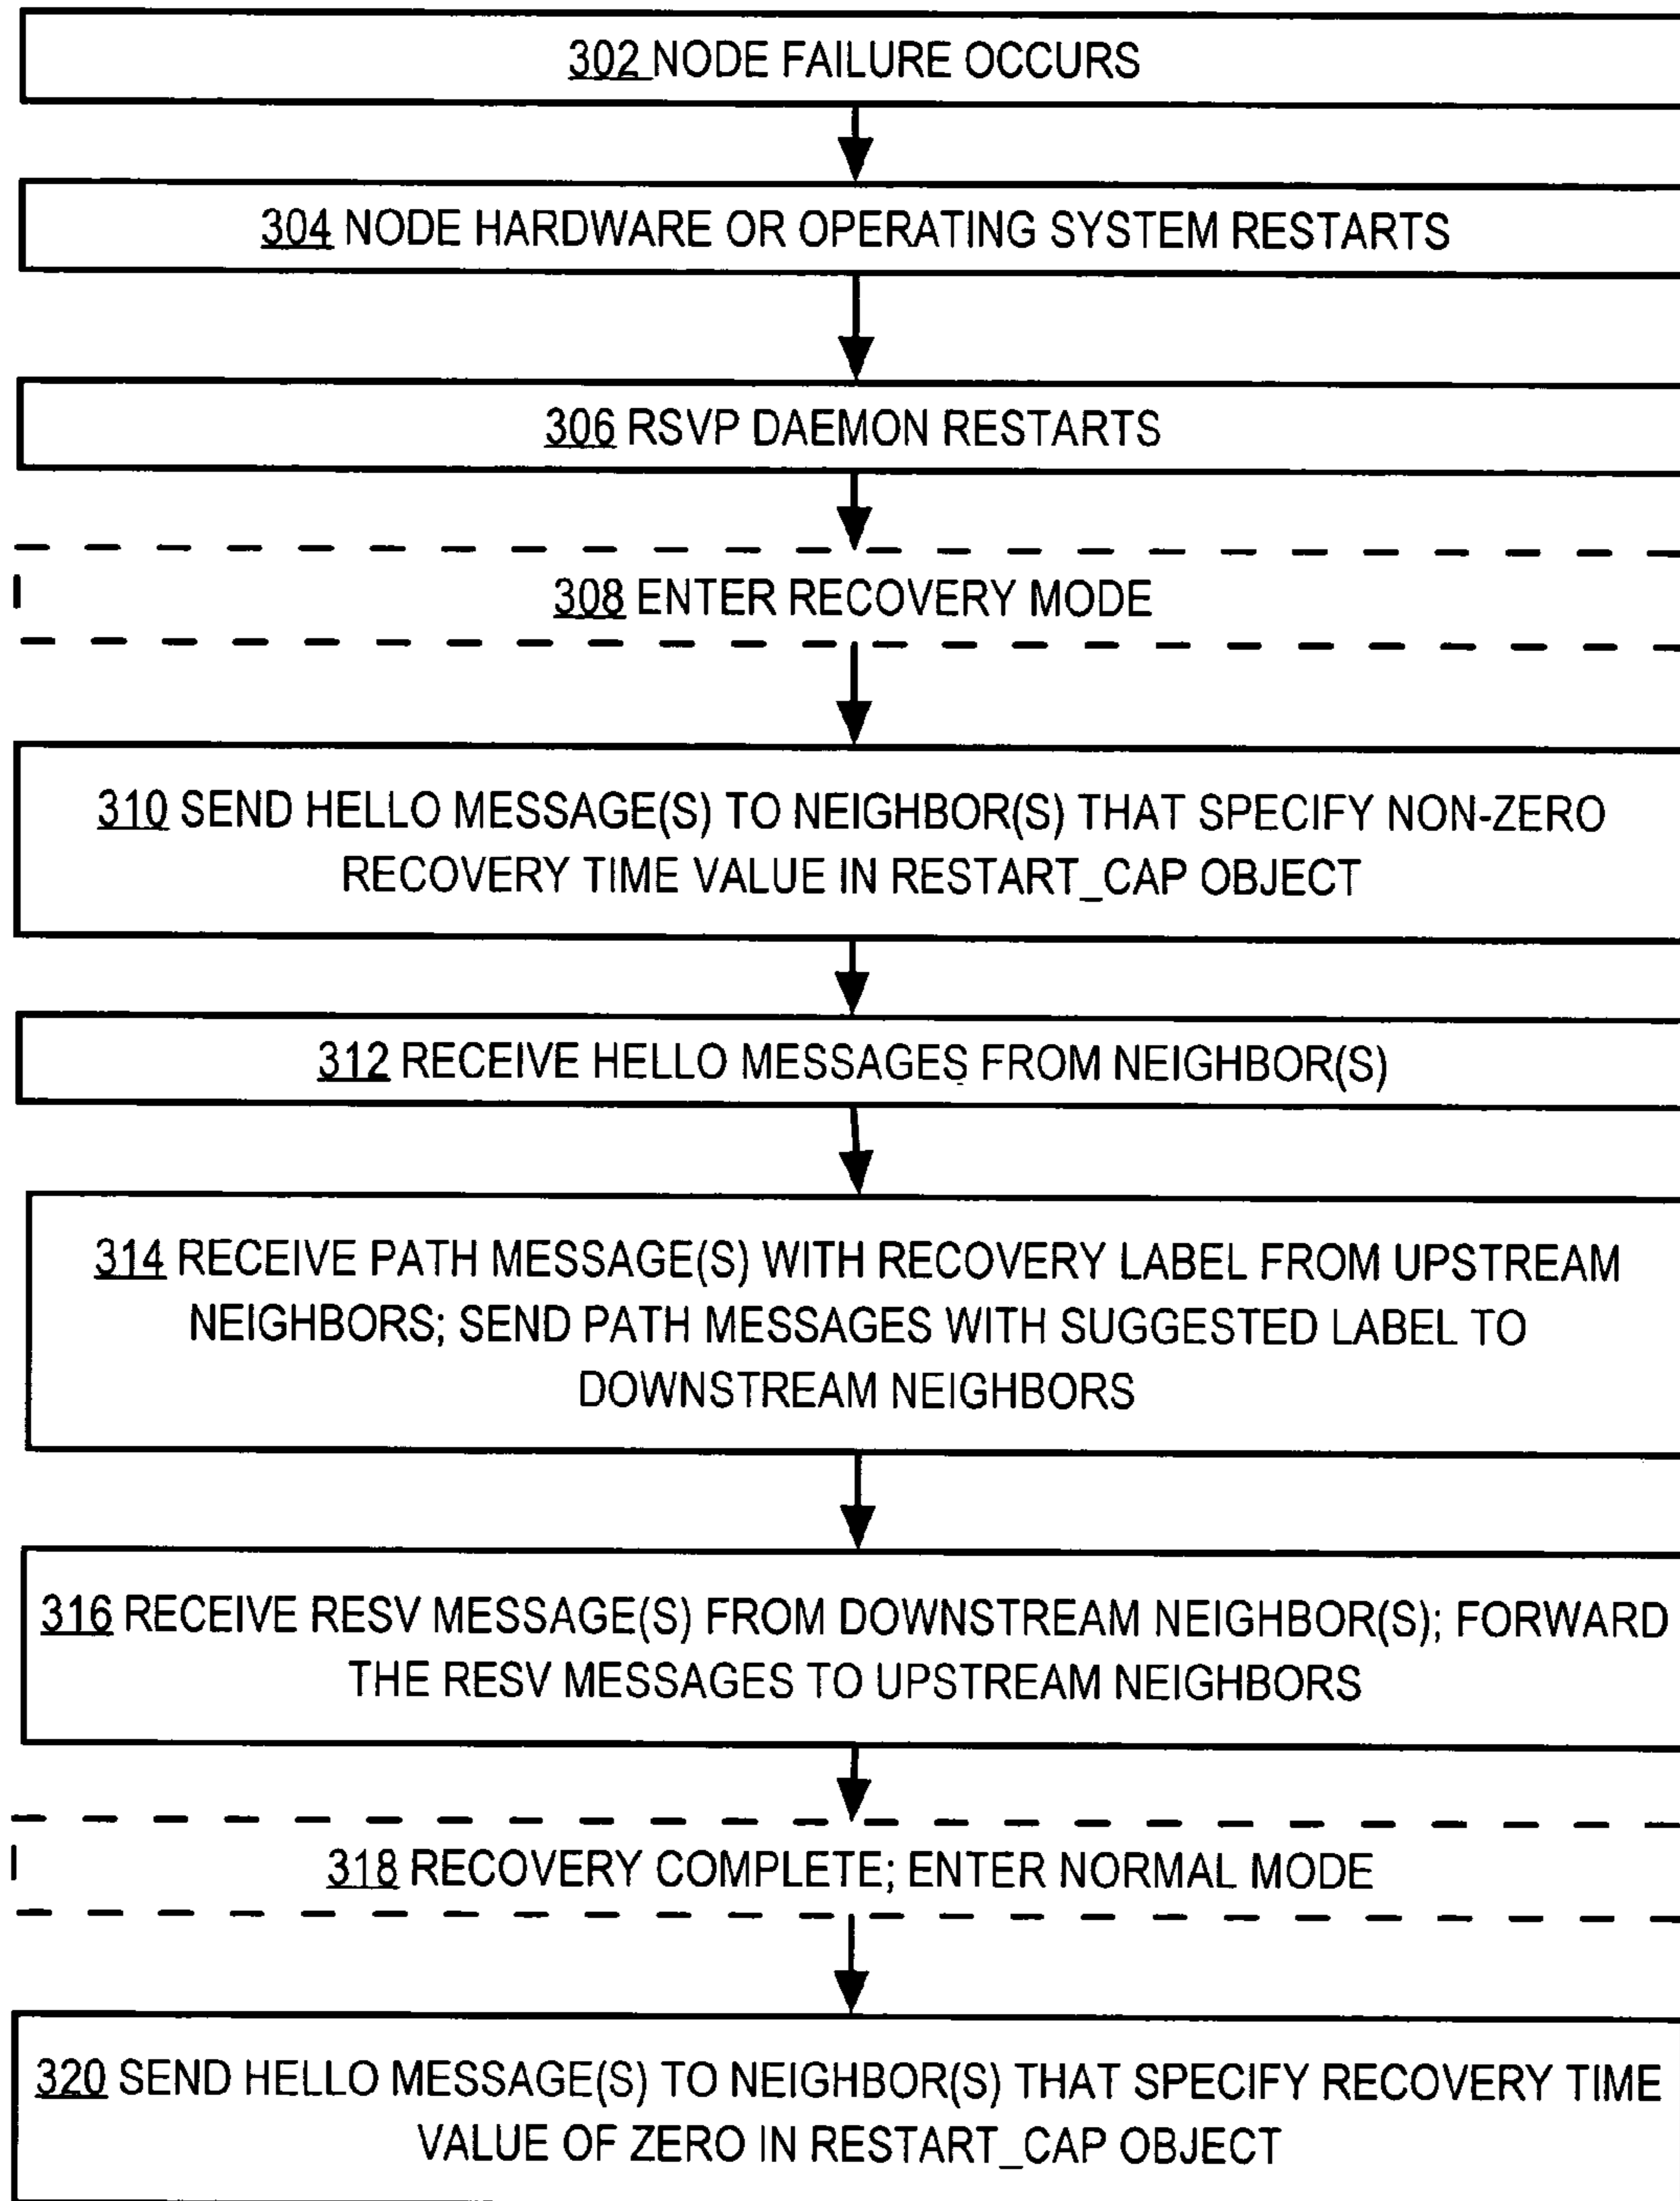 302 NODE FAILURE OCCURS
304 NODE HARDWARE OR OPERATING SYSTEM RESTARTS
306 RSVP DAEMON RESTARTS
308 ENTER RECOVERY MODE
310 SEND HELLO MESSAGE(S) TO NEIGHBOR(S) THAT SPECIFY NON-ZERO
RECOVERY TIME VALUE IN RESTART_CAP OBJECT
312 RECEIVE HELLO MESSAGES FROM NEIGHBOR(S)
314 RECEIVE PATH MESSAGE(S) WITH RECOVERY LABEL FROM UPSTREAM
NEIGHBORS; SEND PATH MESSAGES WITH SUGGESTED LABEL TO
DOWNSTREAM NEIGHBORS
316 RECEIVE RESV MESSAGE(S) FROM DOWNSTREAM NEIGHBOR(S); FORWARD
THE RESV MESSAGES TO UPSTREAM NEIGHBORS
318 RECOVERY COMPLETE; ENTER NORMAL MODE
320 SEND HELLO MESSAGE(S) TO NEIGHBOR(S) THAT SPECIFY RECOVERY TIME
VALUE OF ZERO IN RESTART_CAP OBJECT